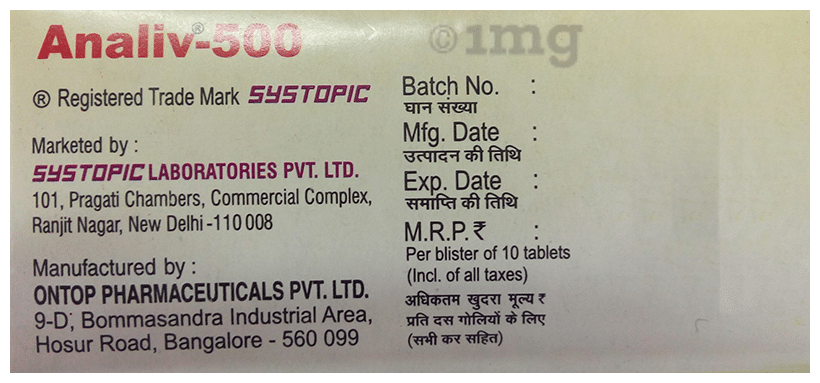 Analiv®-500
® Registered Trade Mark SYSTOPIC
Marketed by :
SYSTOPIC LABORATORIES PVT. LTD.
101, Pragati Chambers, Commercial Complex,
Ranjit Nagar, New Delhi-110 008
Manufactured by :
ONTOP PHARMACEUTICALS PVT. LTD.
9-D, Bommasandra Industrial Area,
Hosur Road, Bangalore - 560 099
©1mg
Batch No. :
घान संख्या
Mfg. Date :
उत्पादन की तिथि
Exp. Date :
समाप्ति की तिथि
M.R.P.₹ :
Per blister of 10 tablets
(Incl. of all taxes)
अधिकतम खुदरा मूल्य ₹
प्रति दस गोलियों के लिए
(सभी कर सहित)